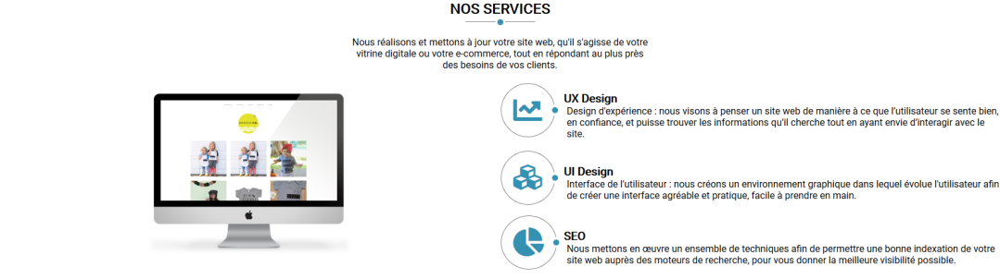 NOS SERVICES
Nous réalisons et mettons à jour votre site web, qu'il s'agisse de votre
vitrine digitale ou votre e-commerce, tout en répondant au plus près
des besoins de vos clients.
UX Design
Design d'expérience : nous visons à penser un site web de manière à ce que l'utilisateur se sente bien,
en confiance, et puisse trouver les informations qu'il cherche tout en ayant envie d'interagir avec le
site.
UI Design
Interface de l'utilisateur : nous créons un environnement graphique dans lequel évolue l'utilisateur afin
de créer une interface agréable et pratique, facile à prendre en main.
SEO
Nous mettons en œuvre un ensemble de techniques afin de permettre une bonne indexation de votre
site web auprès des moteurs de recherche, pour vous donner la meilleure visibilité possible.